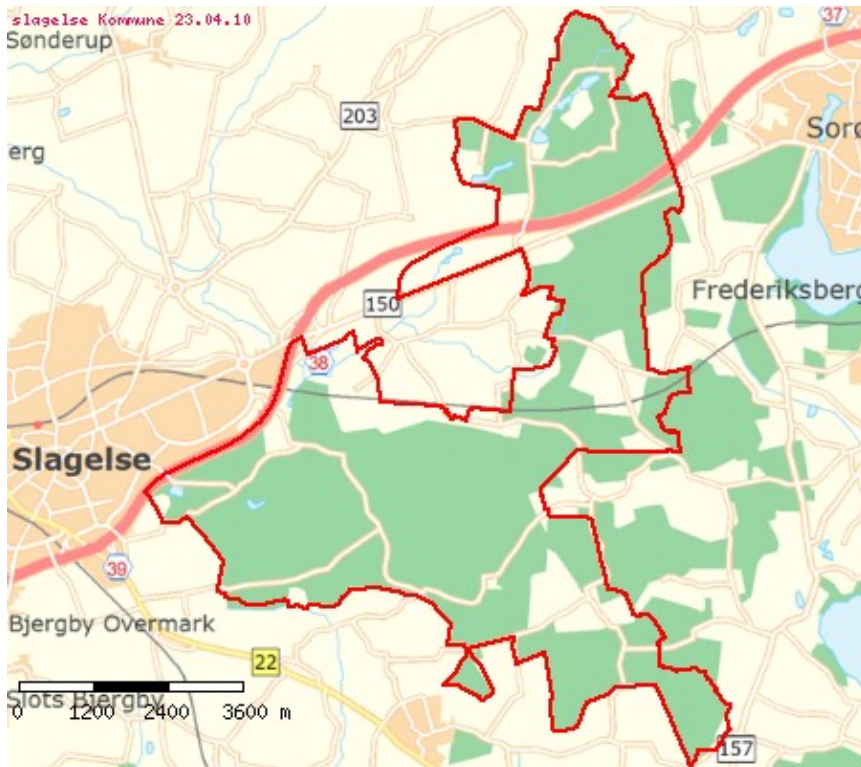 slagelse Kommune 23.04.10
37
Sønderup
203
Sorø
erg
Frederiksberg
150
38
Slagelse
39
Bjergby Overmark
22
Slots Bjergby
0 1200 2400 3600 m
157